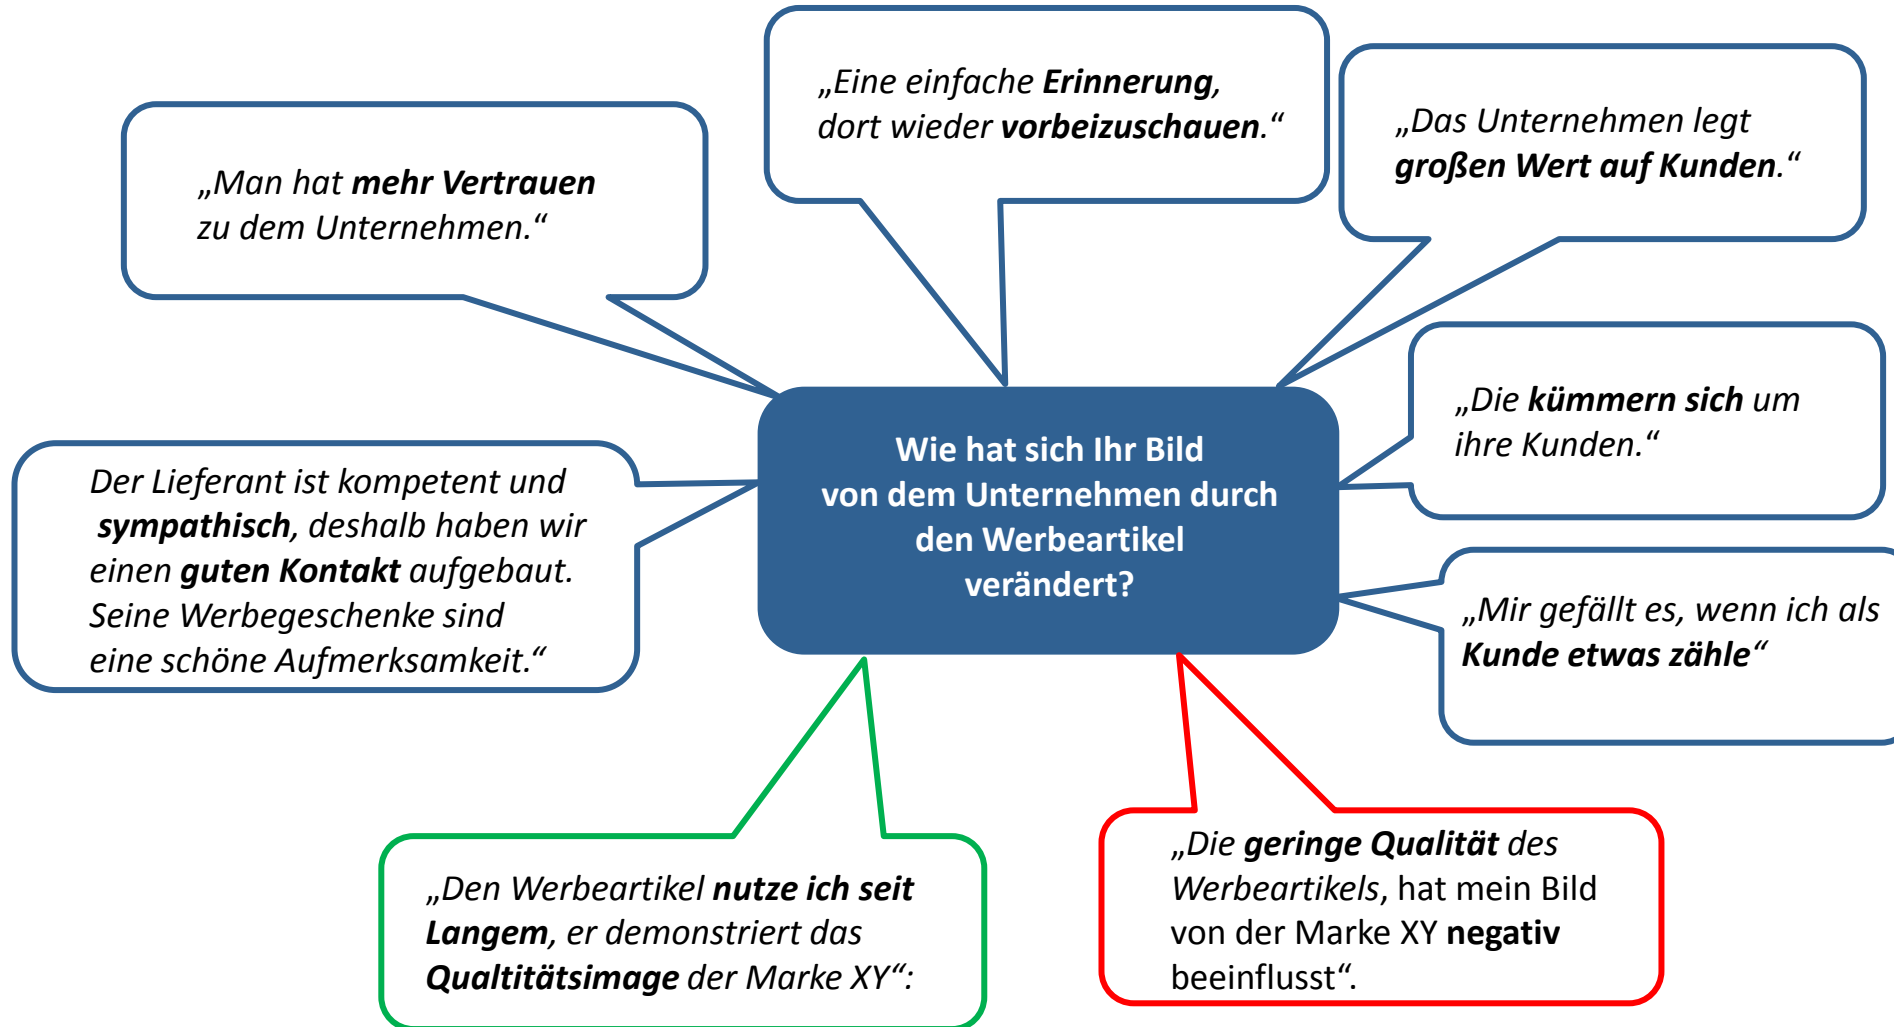 „Eine einfache Erinnerung,
dort wieder vorbeizuschauen.“
„Das Unternehmen legt
großen Wert auf Kunden.“
„Man hat mehr Vertrauen
zu dem Unternehmen.“
„Die kümmern sich um
ihre Kunden.“
Wie hat sich Ihr Bild
von dem Unternehmen durch
den Werbeartikel
verändert?
Der Lieferant ist kompetent und
sympathisch, deshalb haben wir
einen guten Kontakt aufgebaut.
Seine Werbegeschenke sind
eine schöne Aufmerksamkeit.“
„Mir gefällt es, wenn ich als
Kunde etwas zähle“
„Den Werbeartikel nutze ich seit
Langem, er demonstriert das
Qualtitätsimage der Marke XY“:
„Die geringe Qualität des
Werbeartikels, hat mein Bild
von der Marke XY negativ
beeinflusst“.